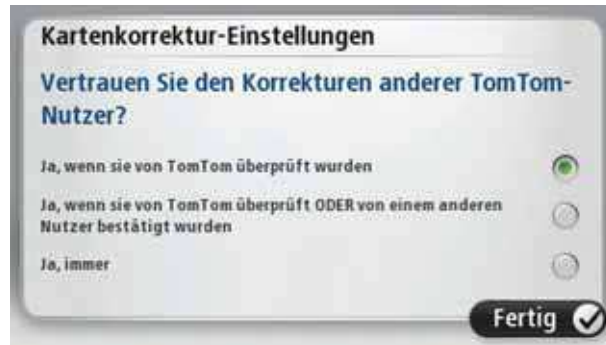 Kartenkorrektur-Einstellungen
Vertrauen Sie den Korrekturen anderer TomTom-
Nutzer?
Ja, wenn sie von TomTom überprüft wurden
Ja, wenn sie von TomTom überprüft ODER von einem anderen
Nutzer bestätigt wurden
Ja, immer
Fertig